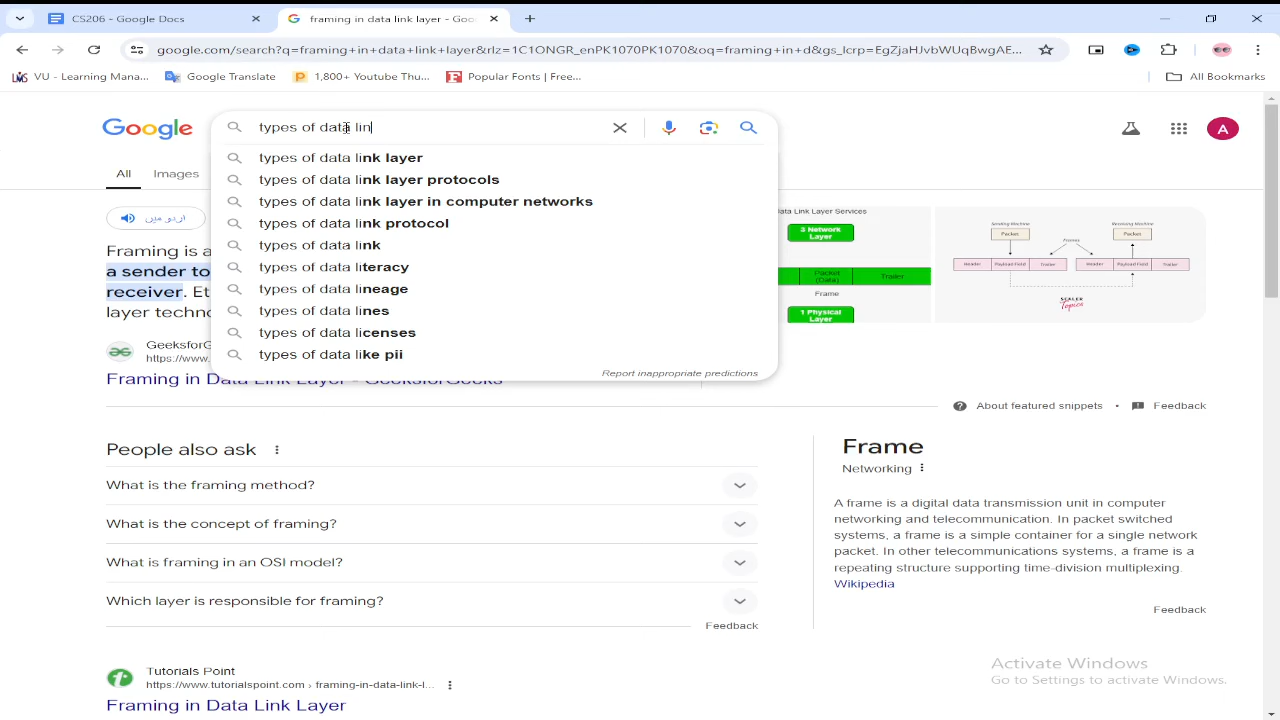 CS206 - Google Docs
framing in data link layer - Goo
google.com/search?q=framing+in+data+link+layer&rlz=1C1ONGR_enPK1070PK1070&oq=framing+in+d&gs_lcrp=EgZjaHJvbWUqBwgAE...
VU - Learning Mana...
Google Translate
1,800+ Youtube Thu...
Popular Fonts | Free...
All Bookmarks
Google
types of data lin
A
types of data link layer
All
Images
types of data link layer protocols
types of data link layer in computer networks
types of data link protocol
types of data link
types of data literacy
types of data lineage
types of data lines
types of data licenses
types of data like pii
Report inappropriate predictions
اردو میں
Framing is a
a sender to
receiver. Et
layer techno
Data Link Layer Services
3 Network
Layer
Packet
(Data)
Trailer
Frame
1 Physical
Layer
Sending Machine
Receiving Machine
Packet
Packet
Frames
Header
Payload Field
Trailer
Header
Payload Field
Trailer
SCALER
Topics
GeeksforG
https://www.
Framing in Data Link Layer - GeeksforGeeks
About featured snippets
•
Feedback
People also ask
What is the framing method?
What is the concept of framing?
What is framing in an OSI model?
Which layer is responsible for framing?
Feedback
Frame
Networking
A frame is a digital data transmission unit in computer
networking and telecommunication. In packet switched
systems, a frame is a simple container for a single network
packet. In other telecommunications systems, a frame is a
repeating structure supporting time-division multiplexing.
Wikipedia
Feedback
Tutorials Point
https://www.tutorialspoint.com › framing-in-data-link-l...
Framing in Data Link Layer
Activate Windows
Go to Settings to activate Windows.